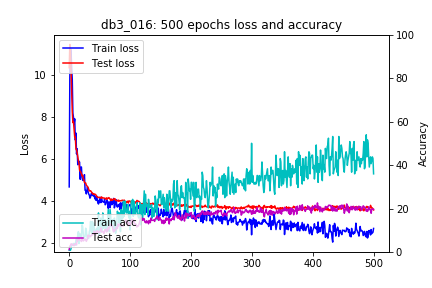 db3_016: 500 epochs loss and accuracy
Train loss
Test loss
Train acc
Test acc
Loss
Accuracy
10
8
6
4
2
100
80
60
40
20
0
0
100
200
300
400
500